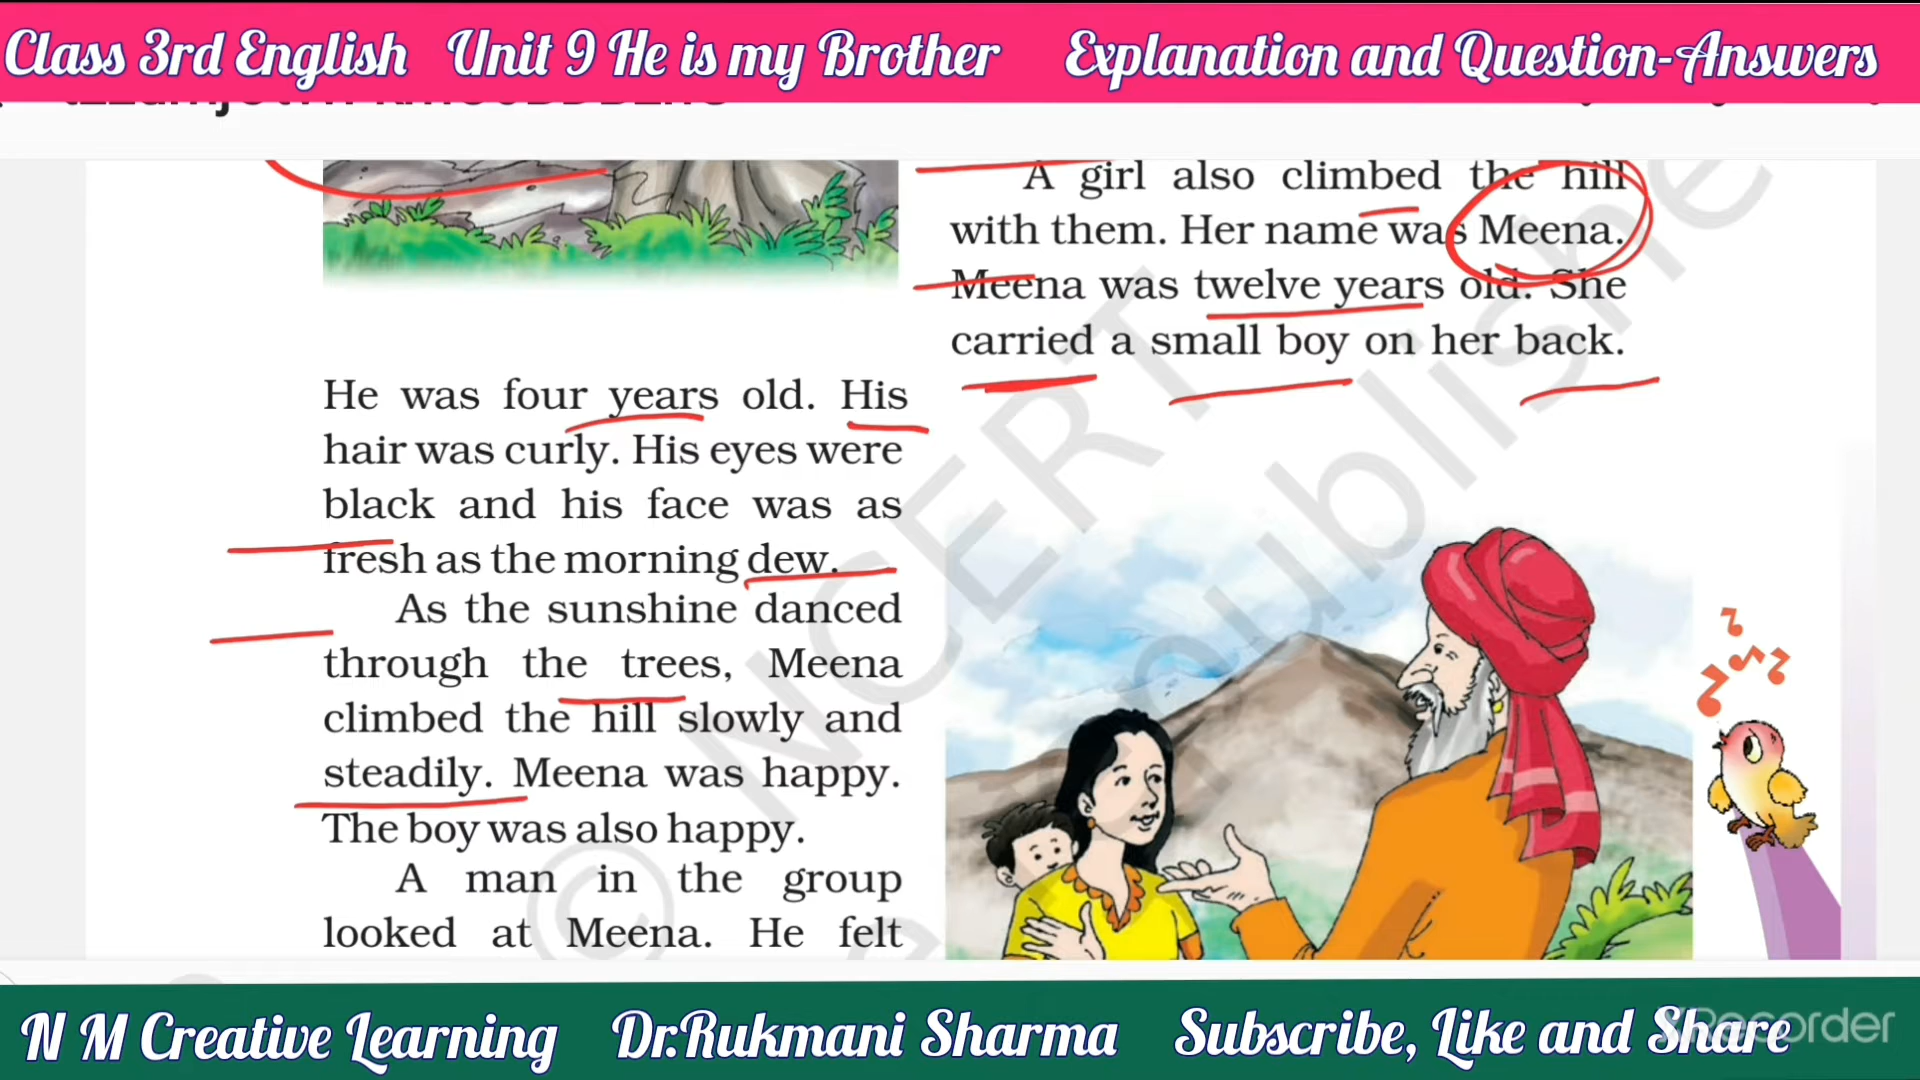 Class 3rd English Unit 9 He is my Brother Explanation and Question-Answers
A girl also climbed the hill
with them. Her name was Meena.
Meena was twelve years old. She
carried a small boy on her back.
He was four years old. His
hair was curly. His eyes were
black and his face was as
fresh as the morning dew.
As the sunshine danced
through the trees, Meena
climbed the hill slowly and
steadily. Meena was happy.
The boy was also happy.
A man in the group
looked at Meena. He felt
© NCERT
N M Creative Learning Dr.Rukmani Sharma Subscribe, Like and Share
Recorder